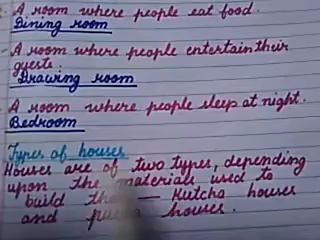 A room where people eat food.
Dining room
A room where people entertain their
guests.
Drawing room
A room where people sleep at night.
Bedroom
Types of houses
Houses are of two types, depending
upon the materials used to
build — Kutcha houses
and houses.